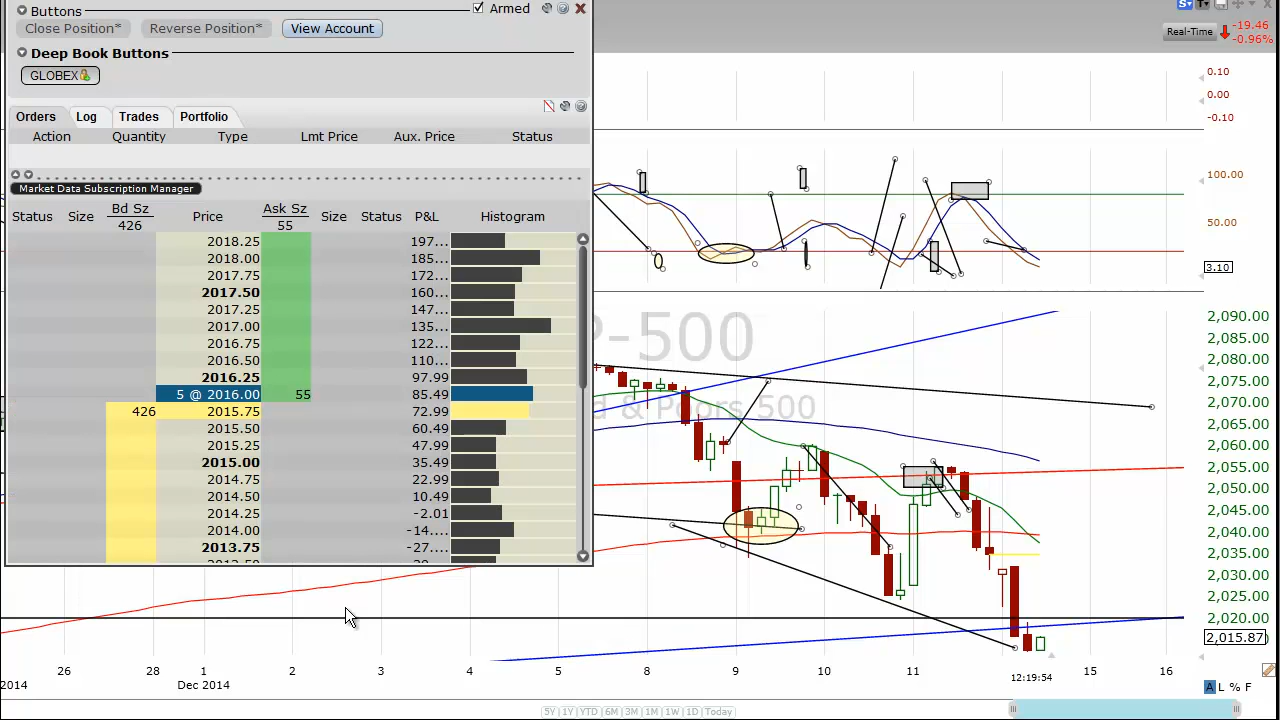 Buttons Armed
Close Position* Reverse Position* View Account
Deep Book Buttons
GLOBEX
Orders Log Trades Portfolio
Action Quantity Type Lmt Price Aux. Price Status
Market Data Subscription Manager
Status Size Bd Sz Price Ask Sz Size Status P&L Histogram
426 55
2018.25 197...
2018.00 185...
2017.75 172...
2017.50 160...
2017.25 147...
2017.00 135...
2016.75 122...
2016.50 110...
2016.25 97.99
5 @ 2016.00 55 85.49
426 2015.75 72.99
2015.50 60.49
2015.25 47.99
2015.00 35.49
2014.75 22.99
2014.50 10.49
2014.25 -2.01
2014.00 -14....
2013.75 -27....
S T
Real-Time -19.46
-0.96%
0.10
0.00
-0.10
100.00
50.00
3.10
P-500
d & Poors 500
2,090.00
2,085.00
2,080.00
2,075.00
2,070.00
2,065.00
2,060.00
2,055.00
2,050.00
2,045.00
2,040.00
2,035.00
2,030.00
2,025.00
2,020.00
2,015.87
26 28 1 2 3 4 5 8 9 10 11 15 16
2014 Dec 2014 12:19:54
A L % F
5Y 1Y YTD 6M 3M 1M 1W 1D Today